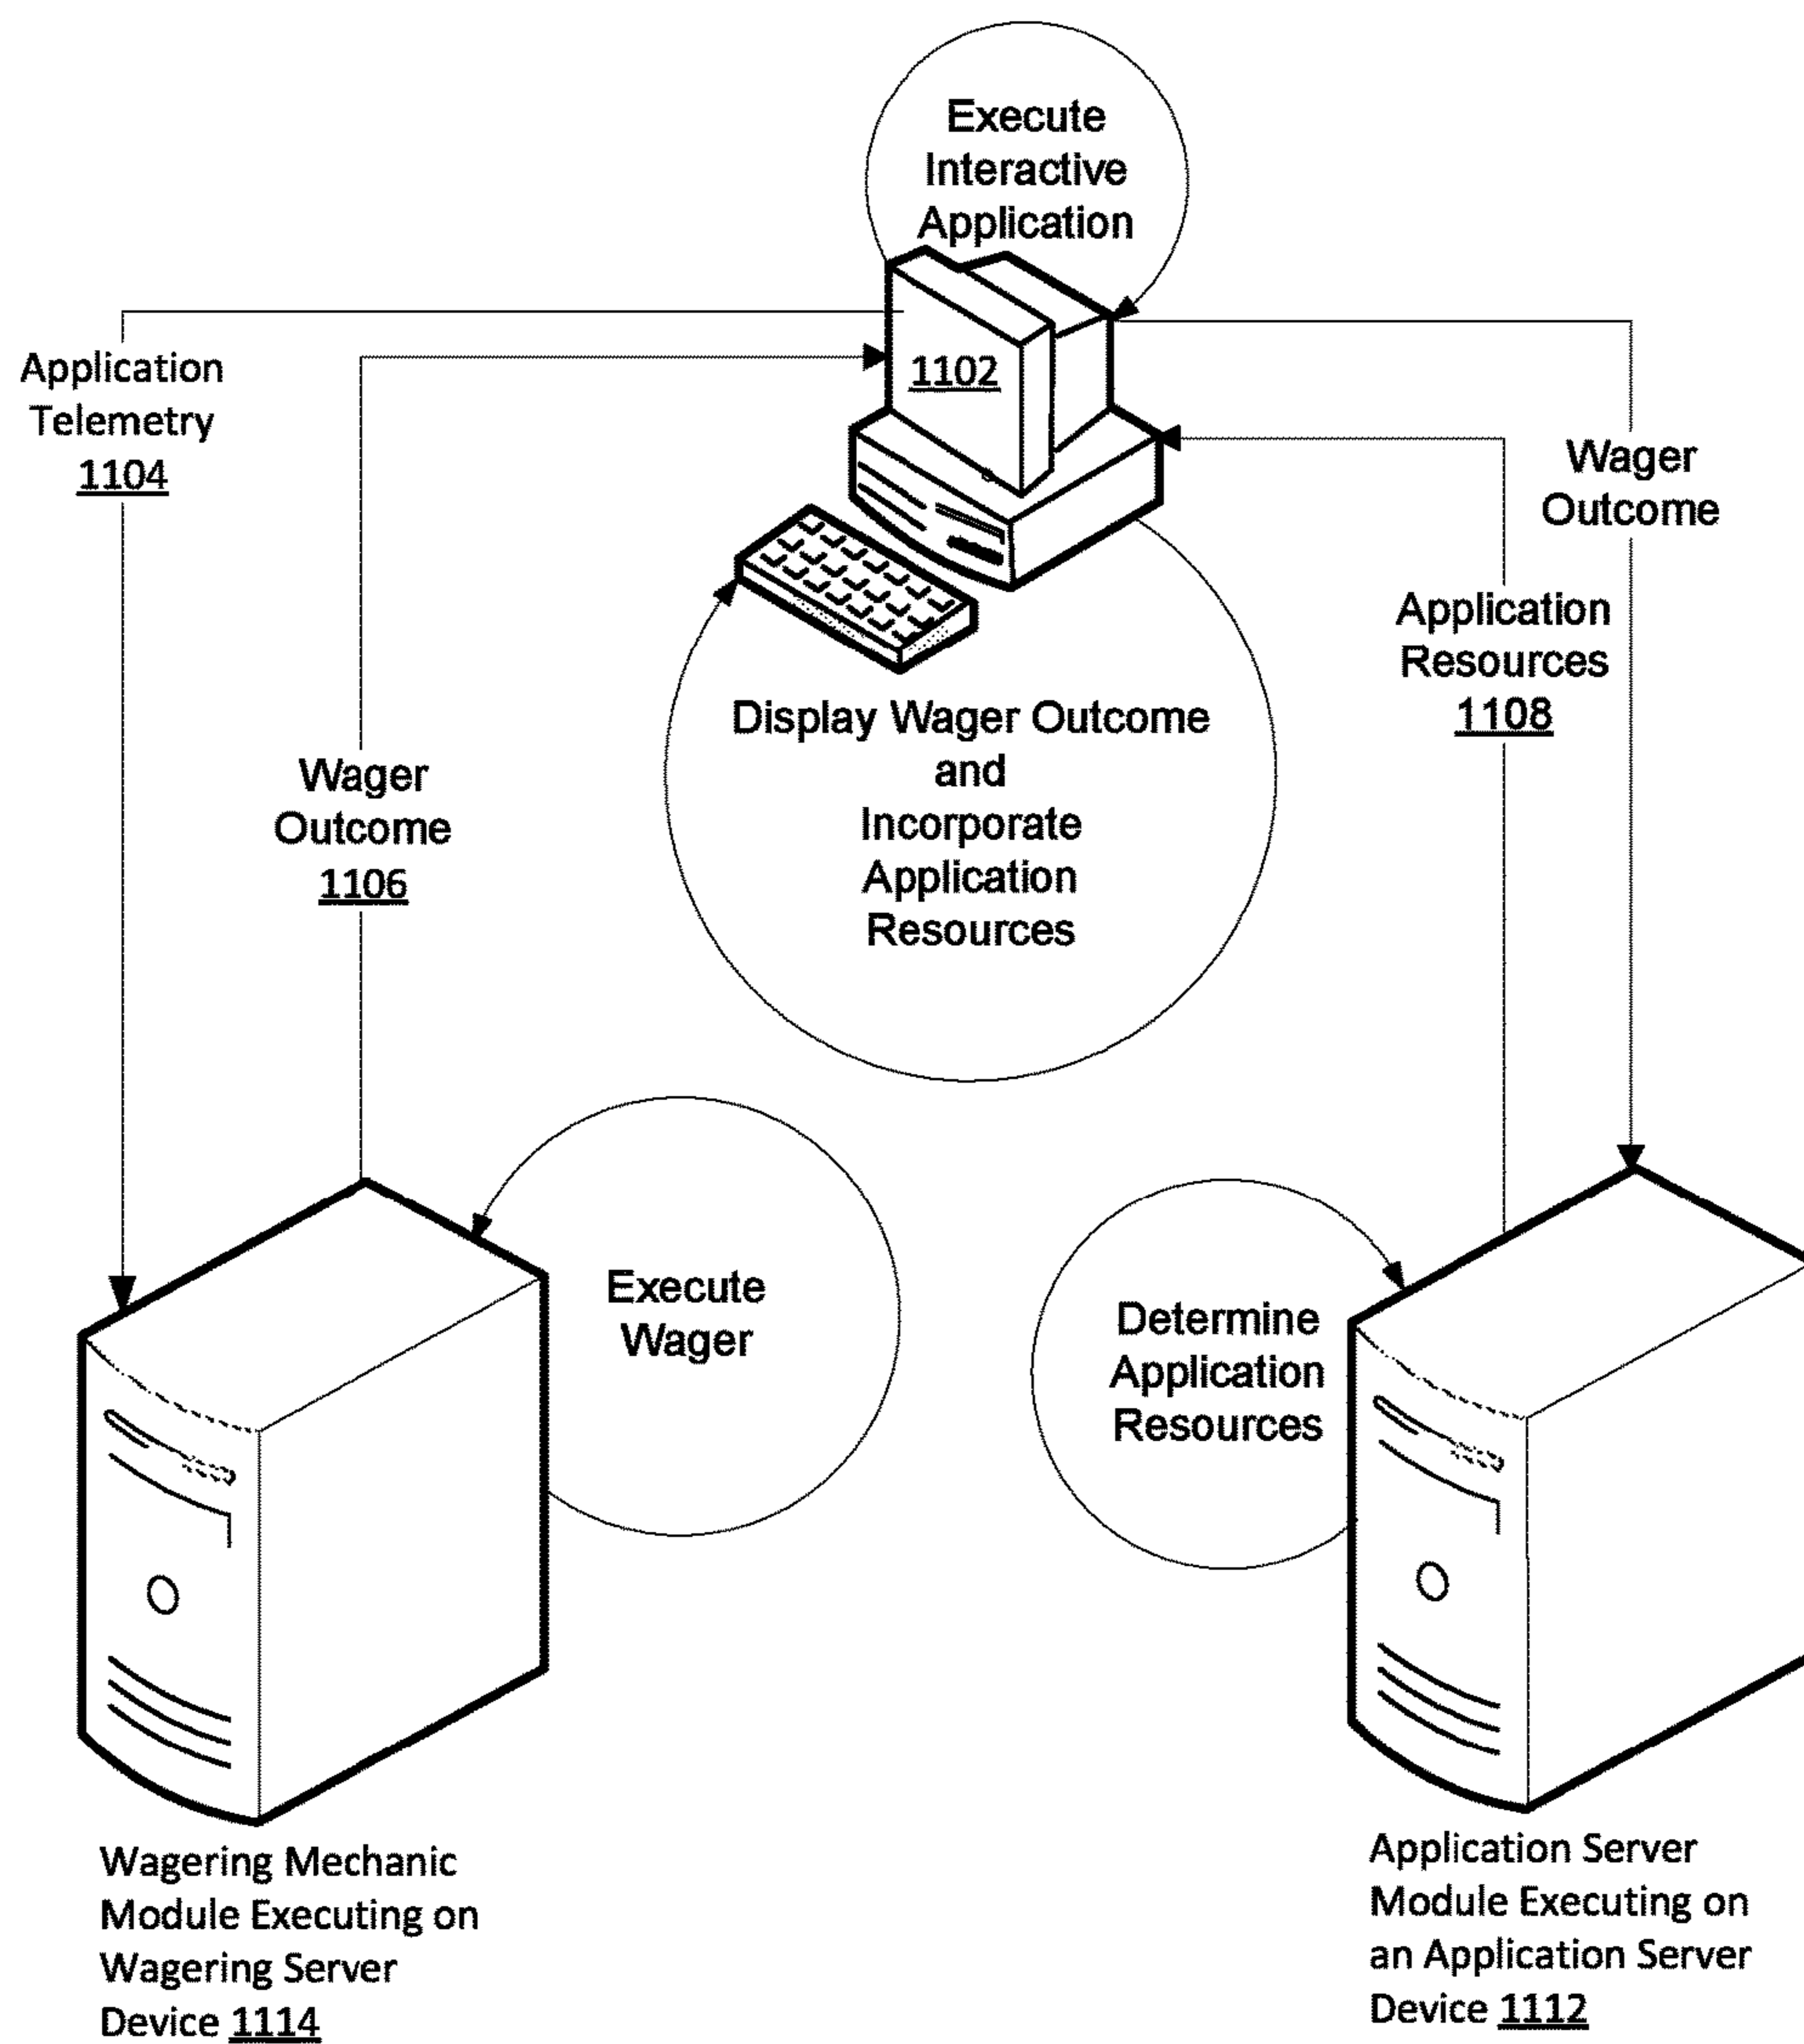 Execute
Interactive
Application
1102
Application
Telemetry
1104
Wager
Outcome
Application
Resources
1108
Wager
Outcome
1106
Display Wager Outcome
and
Incorporate
Application
Resources
Execute
Wager
Determine
Application
Resources
Wagering Mechanic
Module Executing on
Wagering Server
Device 1114
Application Server
Module Executing on
an Application Server
Device 1112